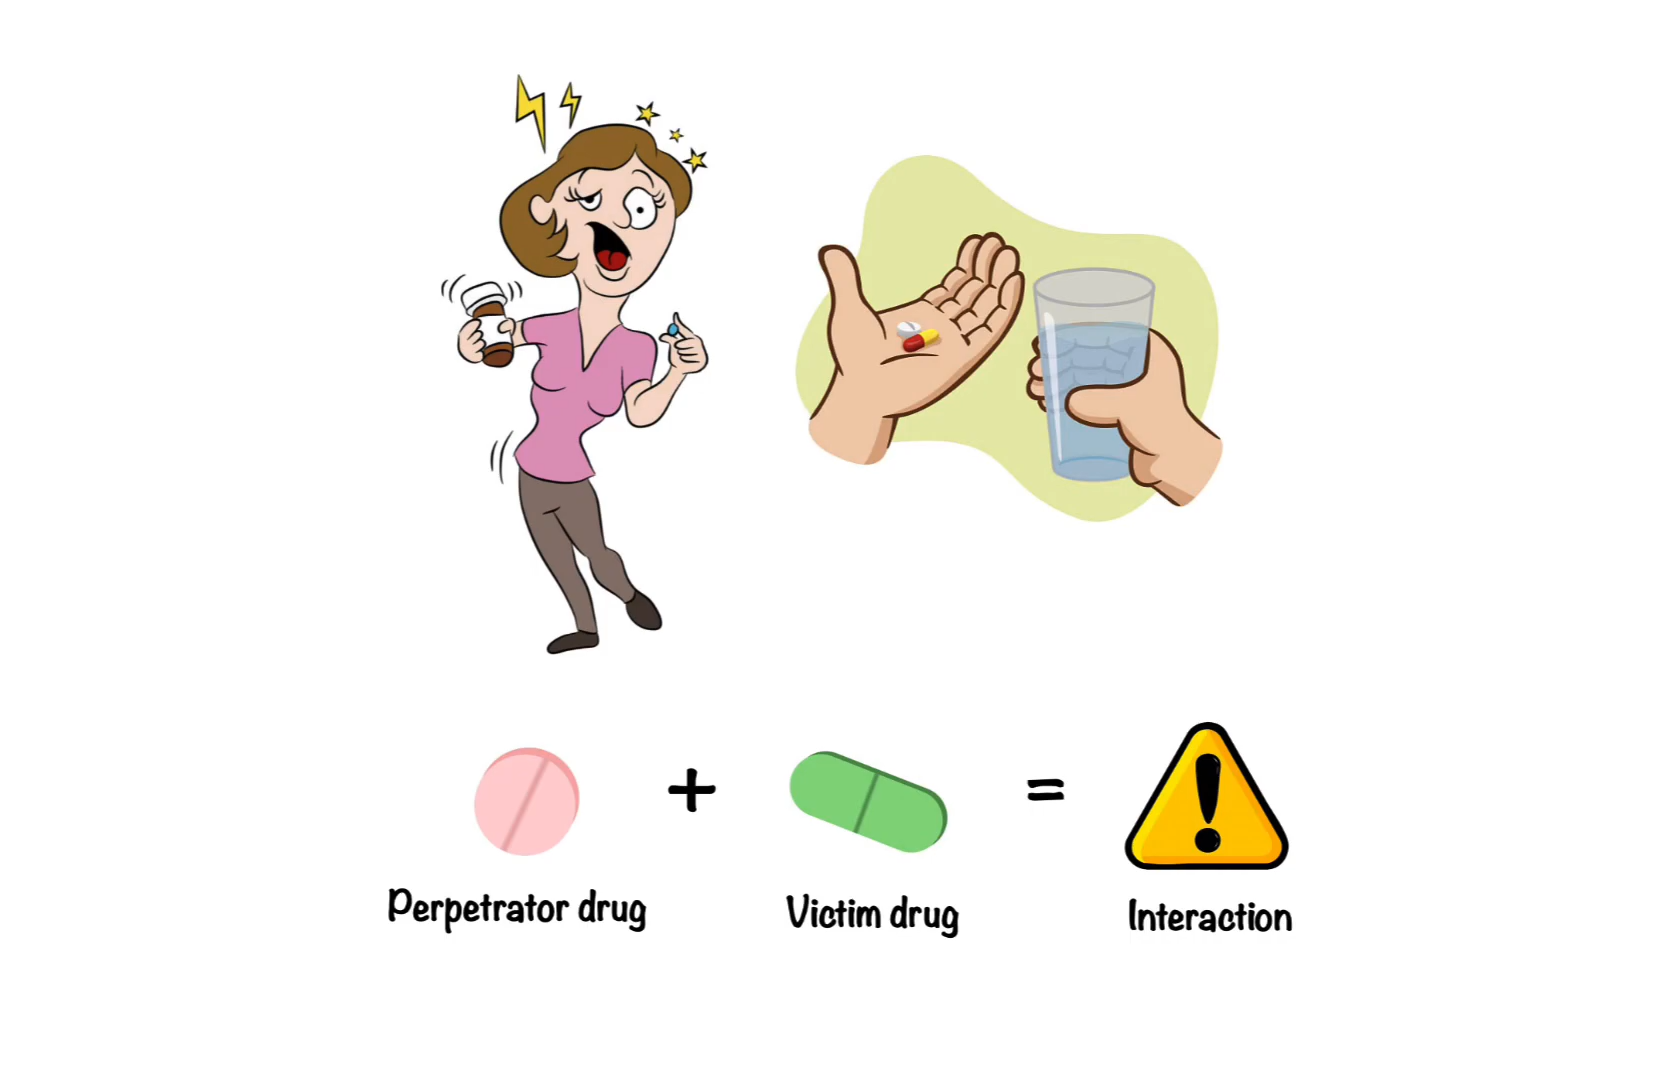 + =
Perpetrator drug Victim drug Interaction